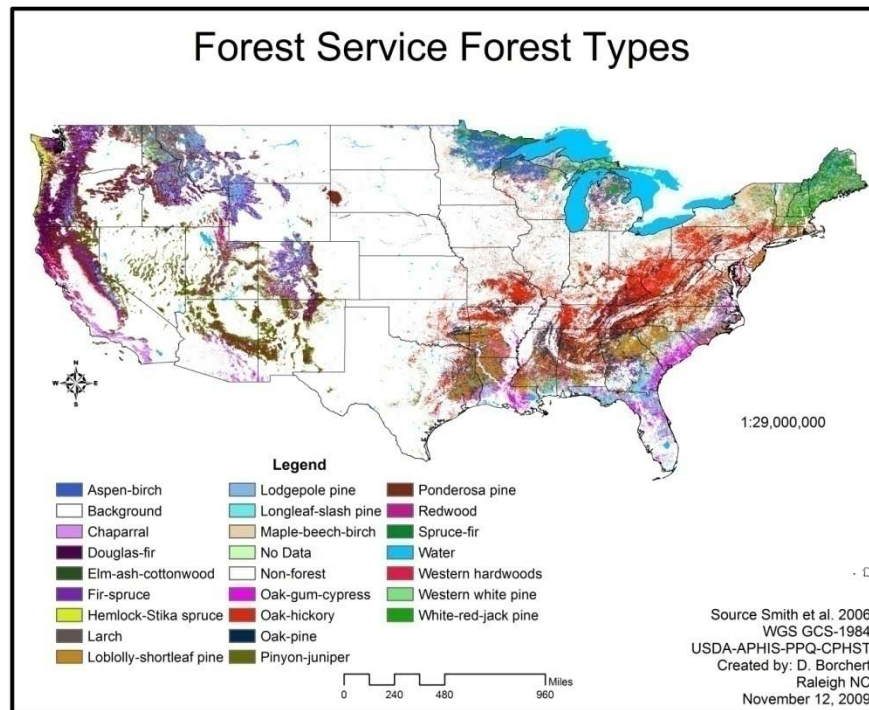 Forest Service Forest Types
N
W E
S
1:29,000,000
Legend
Aspen-birch
Background
Chaparral
Douglas-fir
Elm-ash-cottonwood
Fir-spruce
Hemlock-Stika spruce
Larch
Loblolly-shortleaf pine
Lodgepole pine
Longleaf-slash pine
Maple-beech-birch
No Data
Non-forest
Oak-gum-cypress
Oak-hickory
Oak-pine
Pinyon-juniper
Ponderosa pine
Redwood
Spruce-fir
Water
Western hardwoods
Western white pine
White-red-jack pine
Miles
0 240 480 960
Source Smith et al. 2006
WGS GCS-1984
USDA-APHIS-PPQ-CPHST
Created by: D. Borchert
Raleigh NC
November 12, 2009